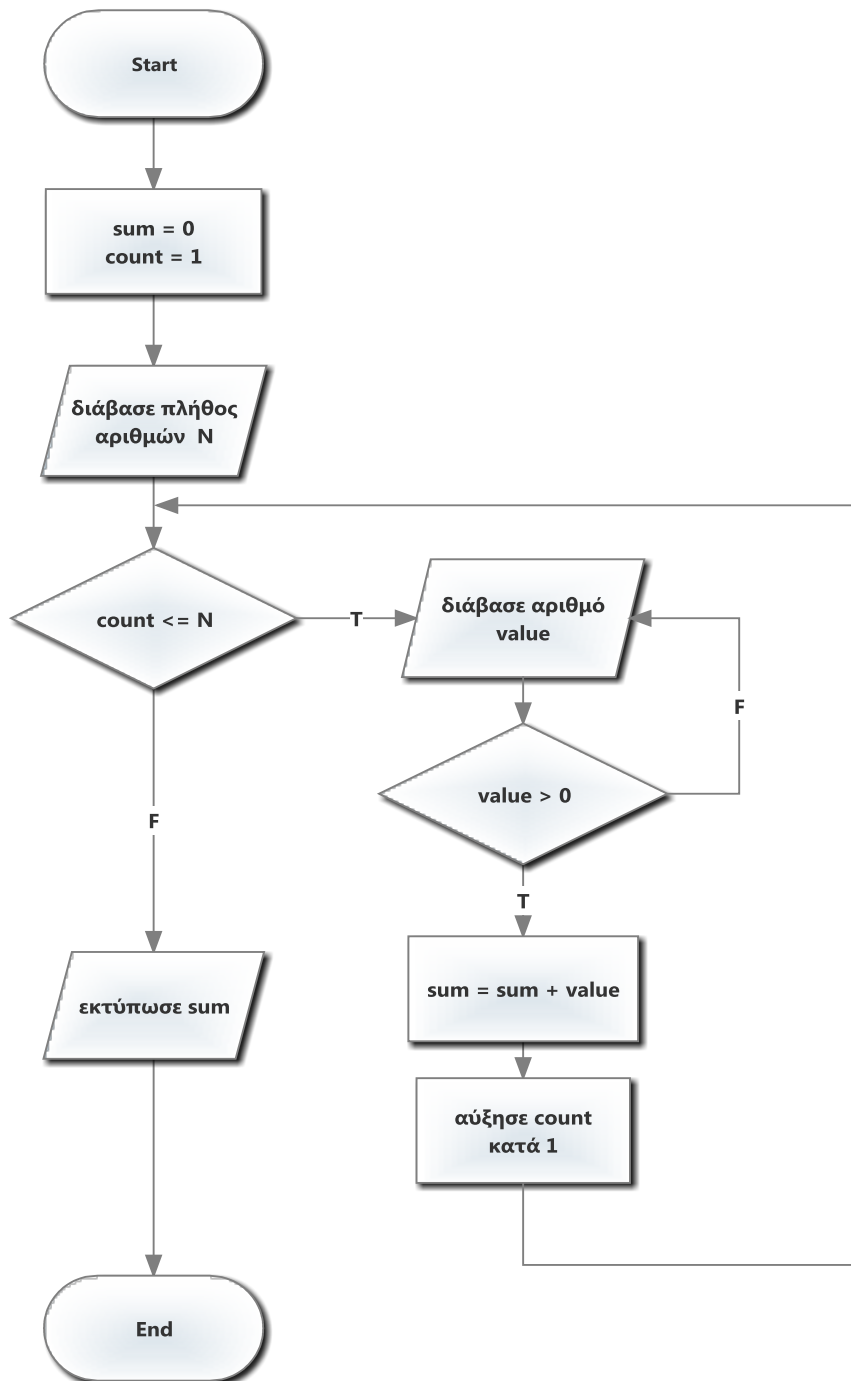 Start
sum = 0
count = 1
διάβασε πλήθος
αριθμών N
count <= N
T
διάβασε αριθμό
value
F
value > 0
T
F
sum = sum + value
εκτύπωσε sum
αύξησε count
κατά 1
End